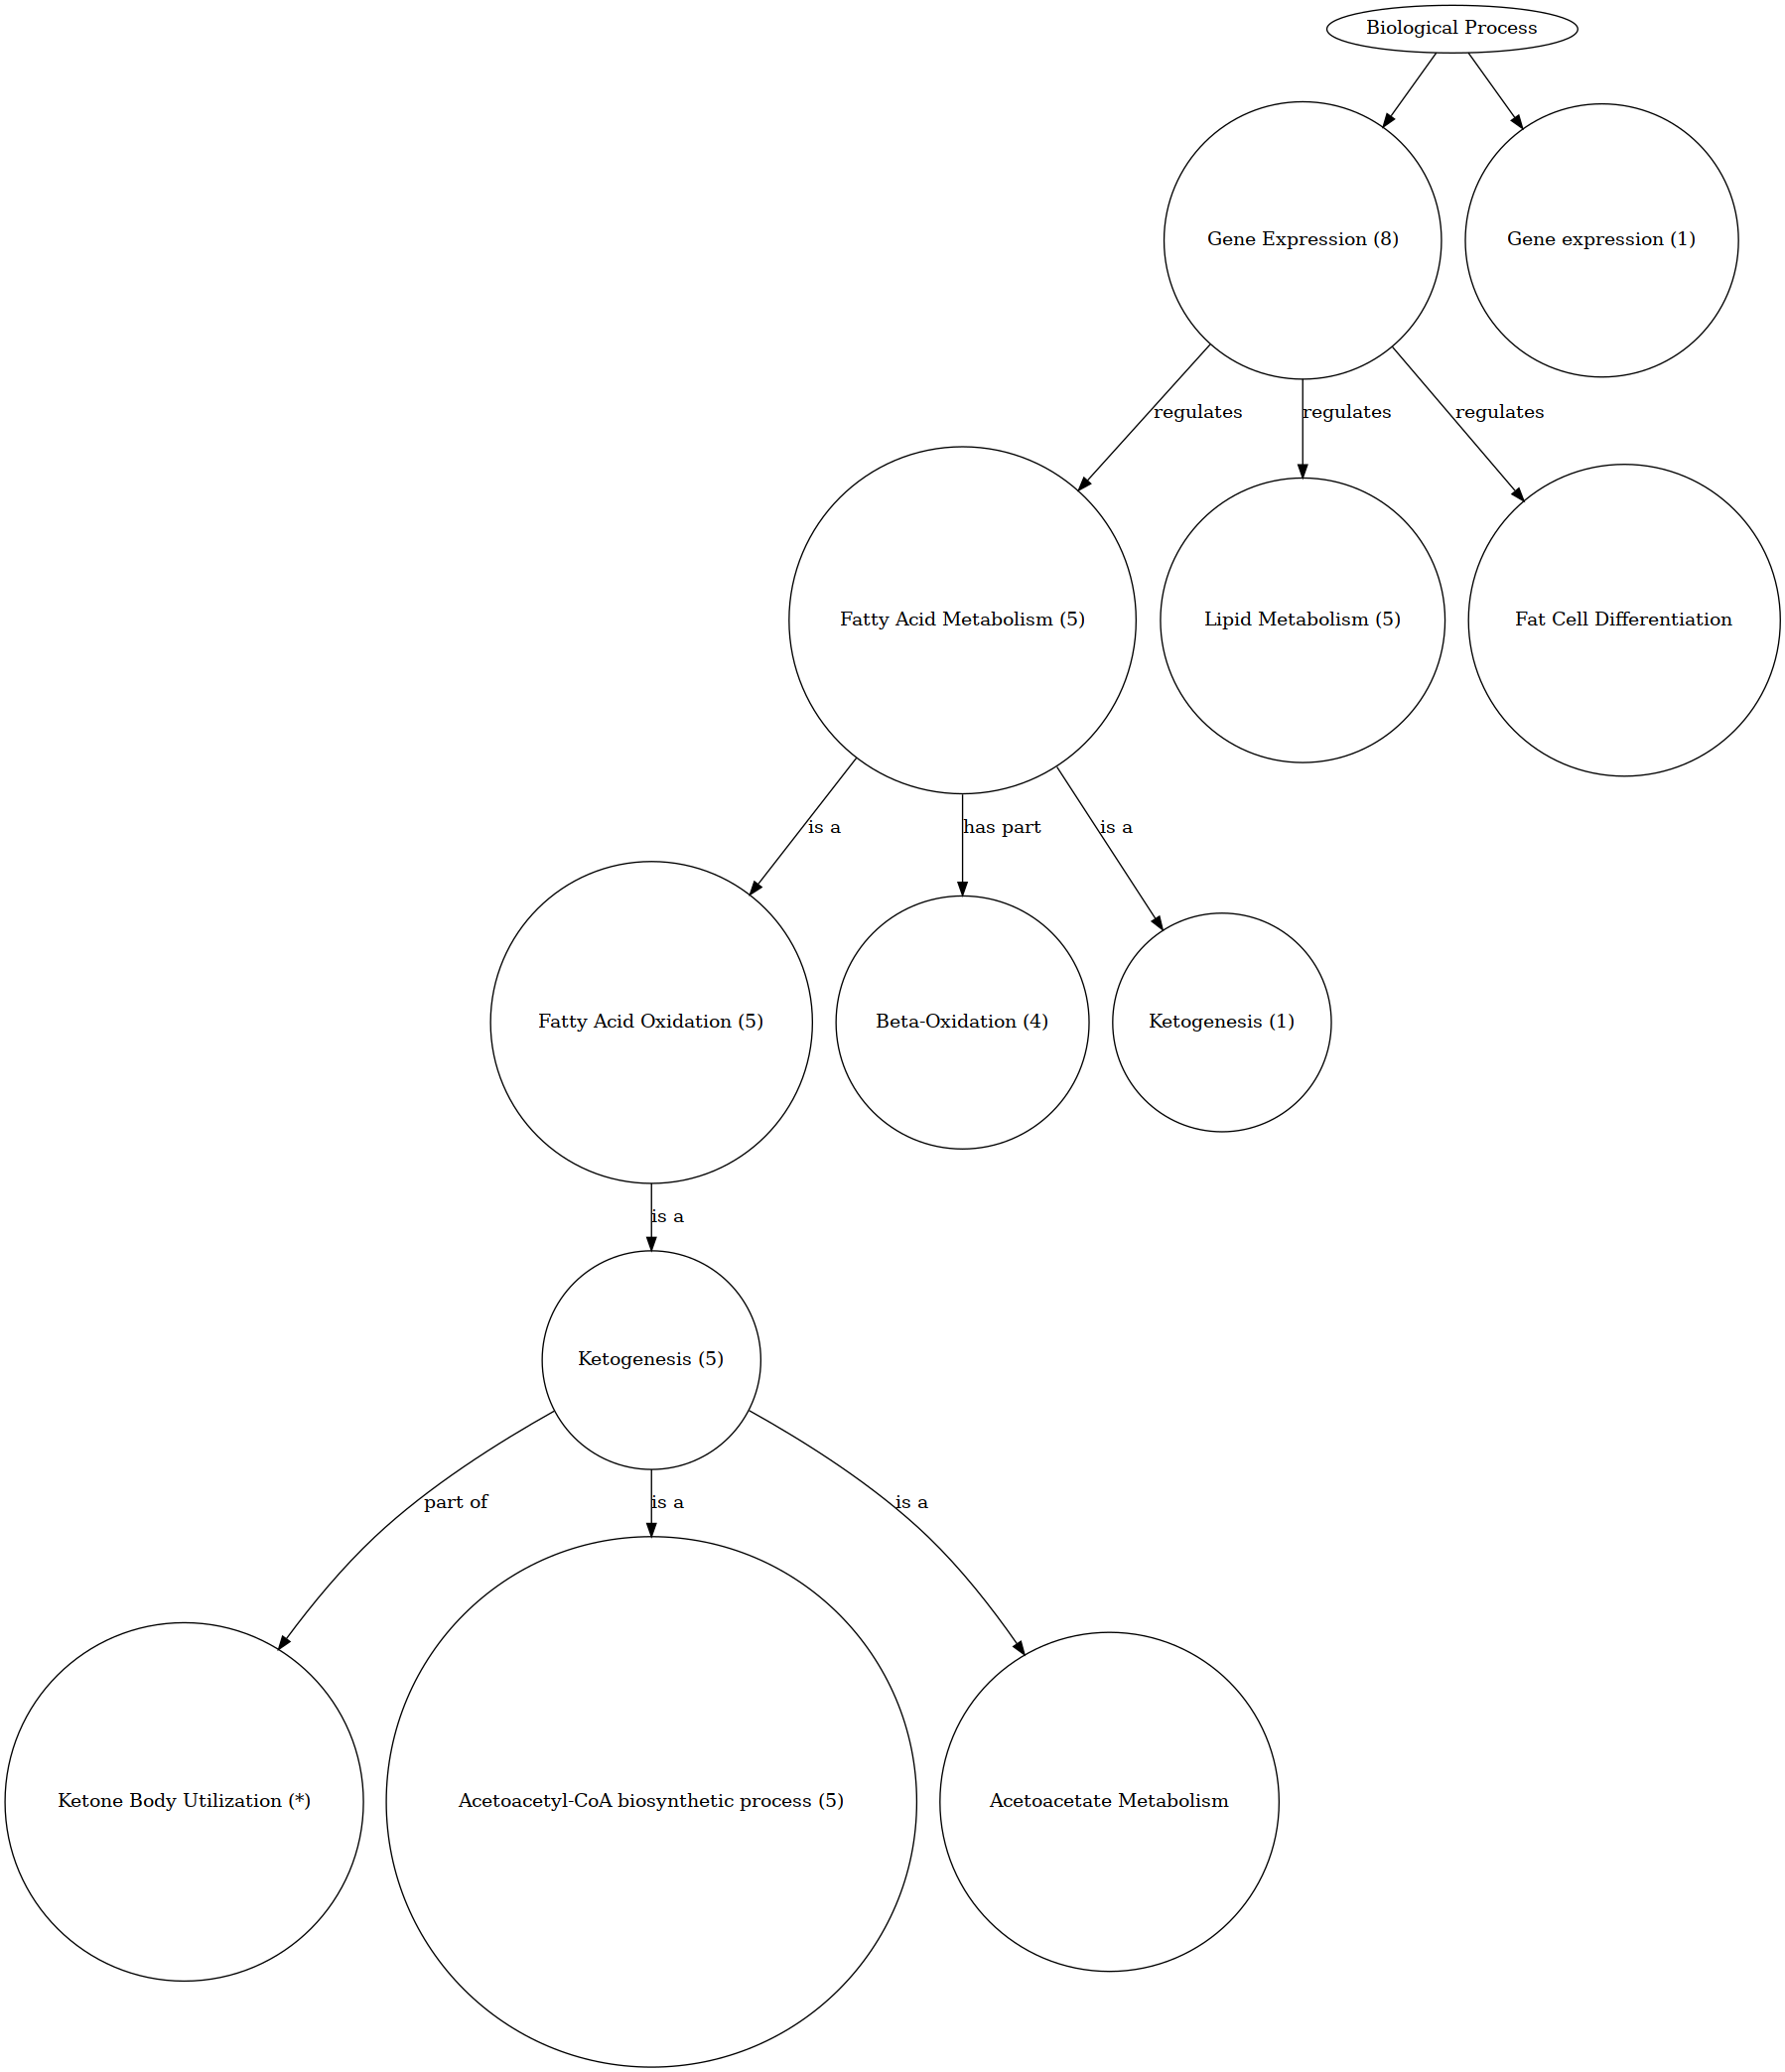 Biological Process
Gene Expression (8)
Gene expression (1)
regulates
regulates
regulates
Fatty Acid Metabolism (5)
Lipid Metabolism (5)
Fat Cell Differentiation
is a
has part
is a
Fatty Acid Oxidation (5)
Beta-Oxidation (4)
Ketogenesis (1)
is a
Ketogenesis (5)
part of
is a
is a
Ketone Body Utilization (*)
Acetoacetyl-CoA biosynthetic process (5)
Acetoacetate Metabolism